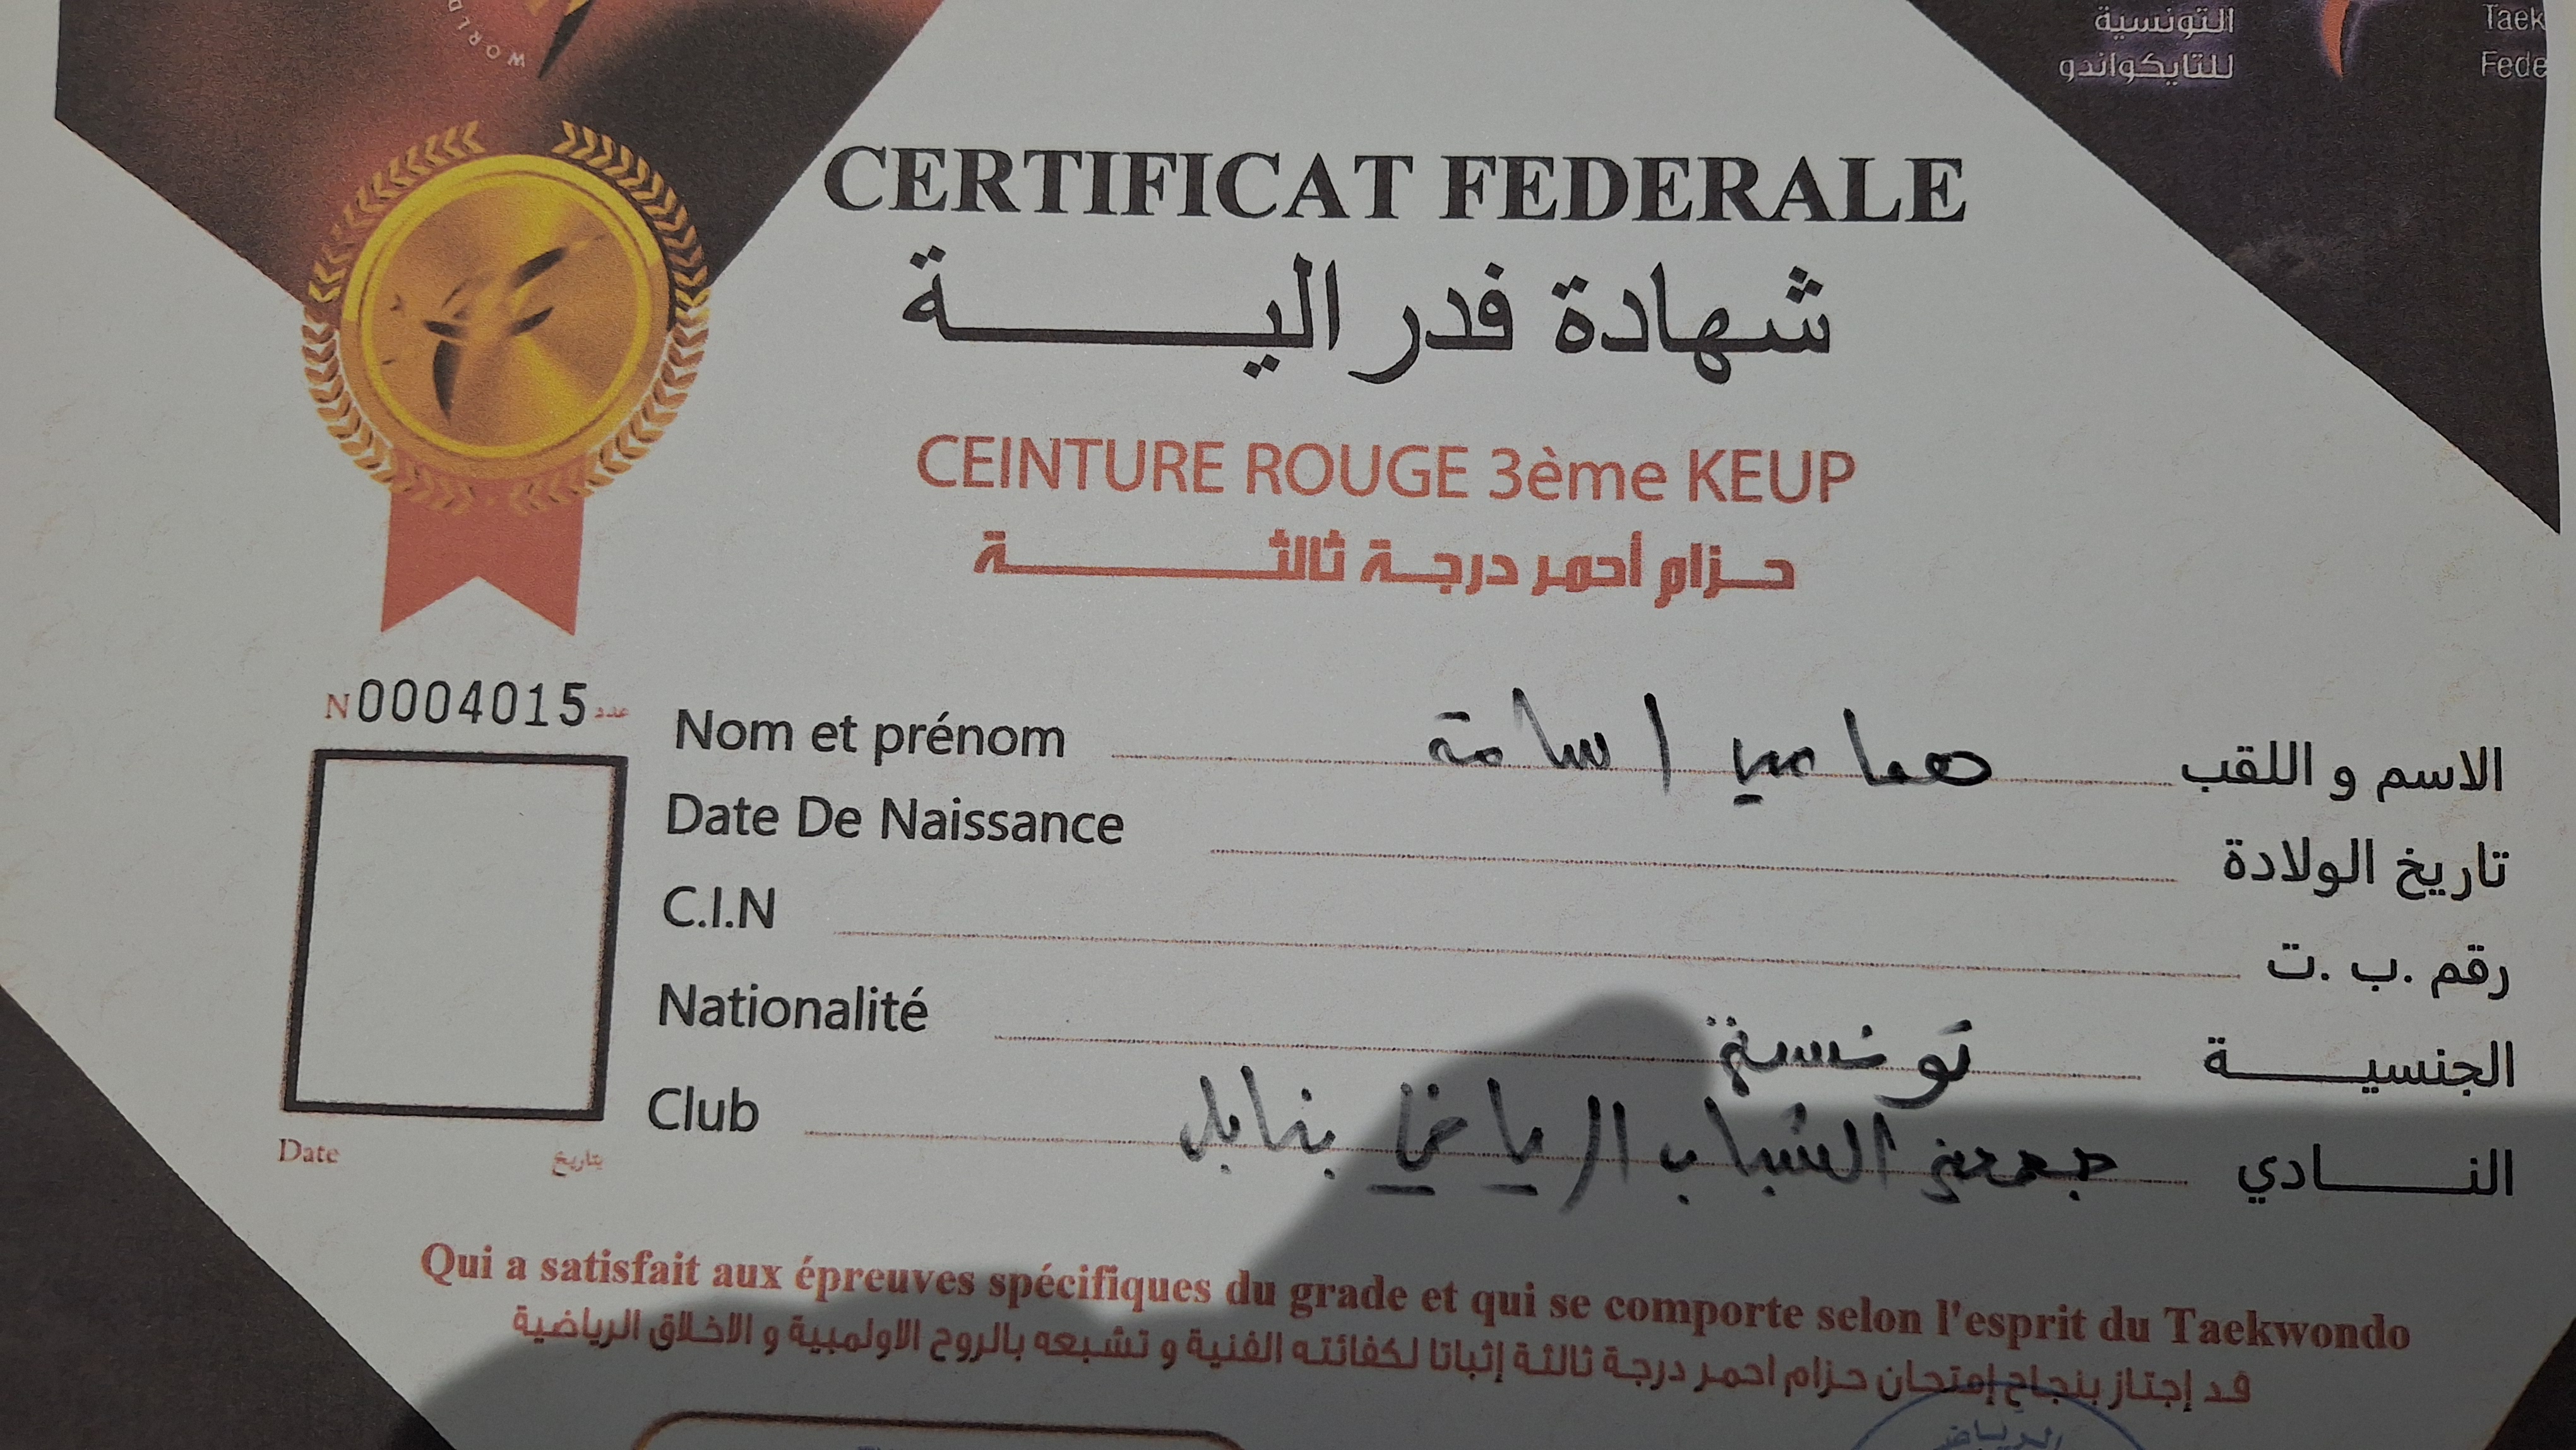 WORLD
التونسية
للتايكواندو
Taek
Fede
CERTIFICAT FEDERALE
شهادة فدرالية
CEINTURE ROUGE 3ème KEUP
حزام أحمر درجة ثالثة
N 0004015 عدد
Nom et prénom همامي اسامة الاسم و اللقب
Date De Naissance تاريخ الولادة
C.I.N رقم .ب .ت
Nationalité تونسية الجنسية
Club جمعية الشباب الرياضي بنابل النادي
Date بتاريخ
Qui a satisfait aux épreuves spécifiques du grade et qui se comporte selon l'esprit du Taekwondo
قد إجتاز بنجاح إمتحان حزام احمر درجة ثالثة إثباتا لكفائته الفنية و تشبعه بالروح الاولمبية و الاخلاق الرياضية